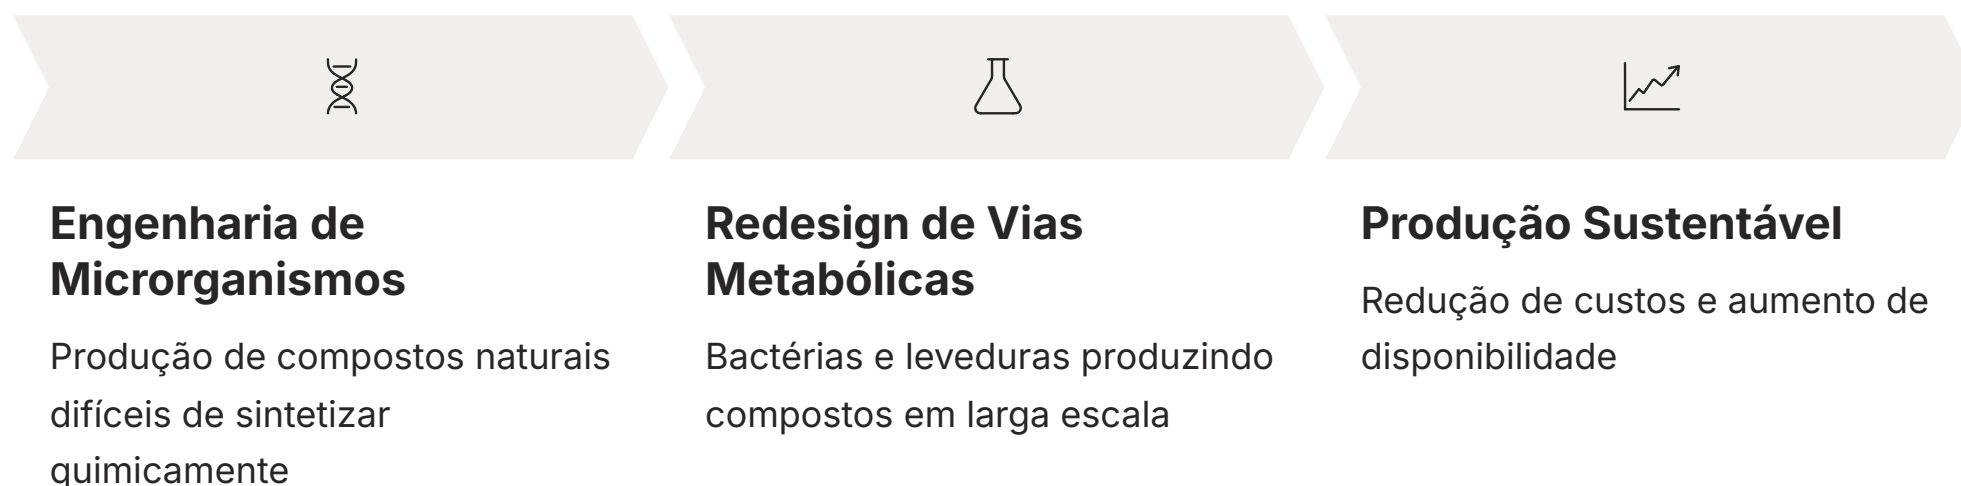 Engenharia de
Microrganismos
Produção de compostos naturais
difíceis de sintetizar
quimicamente
Redesign de Vias
Metabólicas
Bactérias e leveduras produzindo
compostos em larga escala
Produção Sustentável
Redução de custos e aumento de
disponibilidade